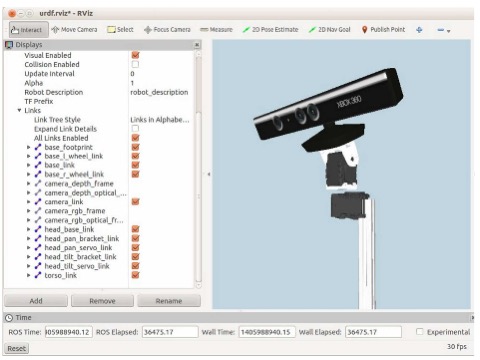 urdf.rviz* - RViz
Interact Move Camera Select Focus Camera Measure 2D Pose Estimate 2D Nav Goal Publish Point
Displays
Visual Enabled
Collision Enabled
Update Interval 0
Alpha 1
Robot Description robot_description
TF Prefix
Links
Link Tree Style Links in Alphabe...
Expand Link Details
All Links Enabled
base_footprint
base_l_wheel_link
base_link
base_r_wheel_link
camera_depth_frame
camera_depth_optical_...
camera_link
camera_rgb_frame
camera_rgb_optical_fr...
head_base_link
head_pan_bracket_link
head_pan_servo_link
head_tilt_bracket_link
head_tilt_servo_link
torso_link
XBOX 360
Add Remove Rename
Time
ROS Time: 05988940.12 ROS Elapsed: 36475.17 Wall Time: 1405988940.15 Wall Elapsed: 36475.17 Experimental
Reset 30 fps